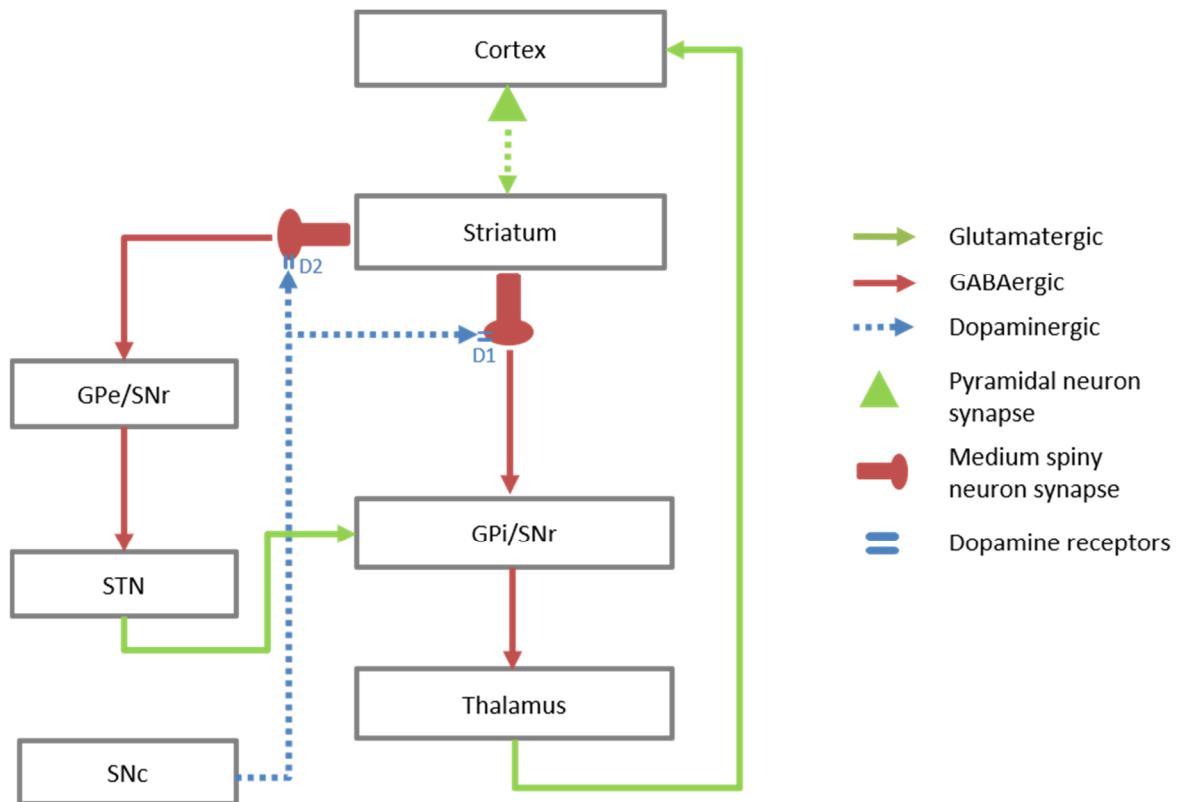 Cortex
Striatum
D2
D1
GPe/SNr
GPi/SNr
STN
Thalamus
SNc
Glutamatergic
GABAergic
Dopaminergic
Pyramidal neuron
synapse
Medium spiny
neuron synapse
Dopamine receptors